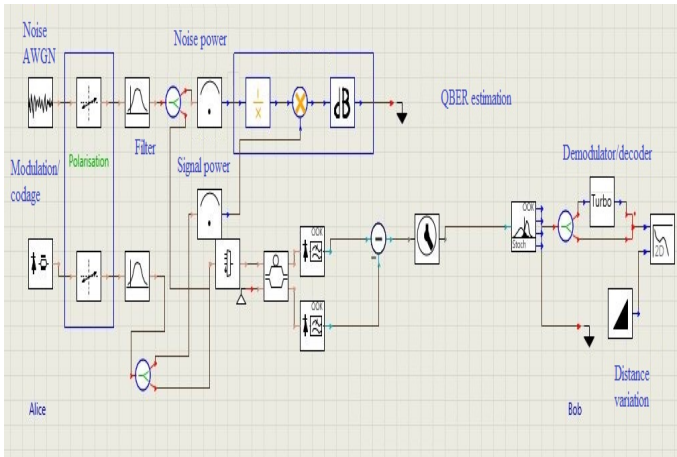 Noise
AWGN
Noise power
QBER estimation
1
x
dB
Polarisation
Filter
Modulation/
codage
Signal power
Demodulator/decoder
Turbo
OOK
OOK
Stoch
2D
OOK
Distance
variation
Alice
Bob